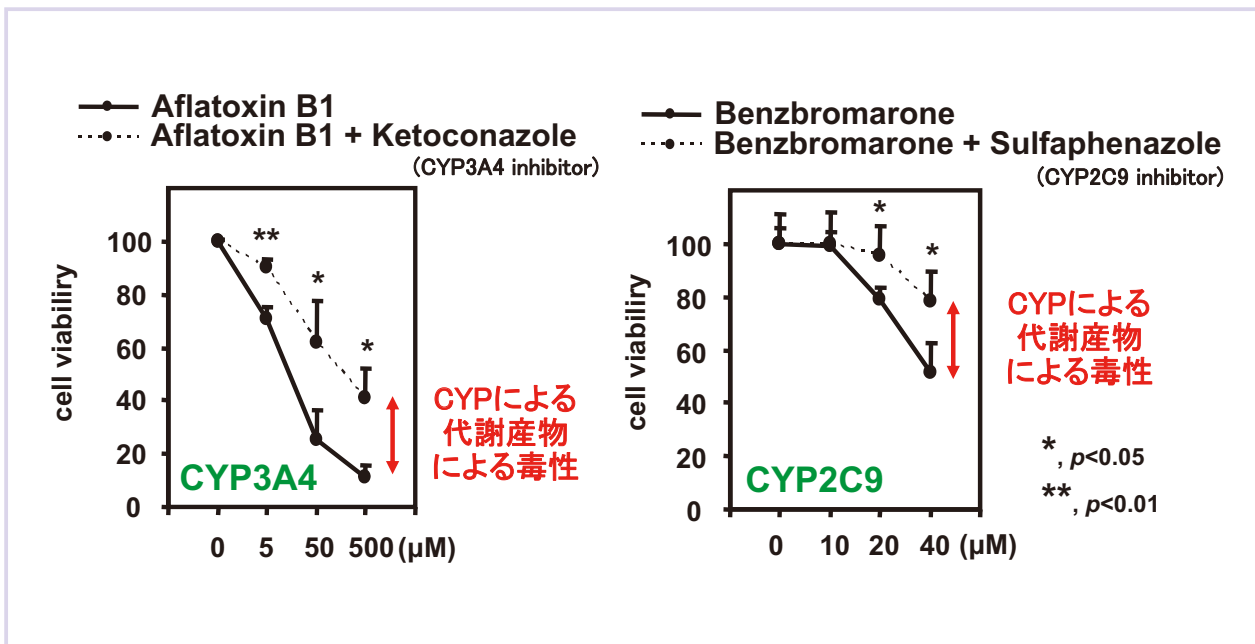 Aflatoxin B1
Aflatoxin B1 + Ketoconazole
(CYP3A4 inhibitor)
**
*
*
100
80
60
40
20
0
cell viabiliry
CYP3A4
CYPによる
代謝産物
による毒性
0 5 50 500 (μM)
Benzbromarone
Benzbromarone + Sulfaphenazole
(CYP2C9 inhibitor)
*
*
100
80
60
40
20
0
cell viabiliry
CYP2C9
CYPによる
代謝産物
による毒性
0 10 20 40 (μM)
*, p<0.05
**, p<0.01